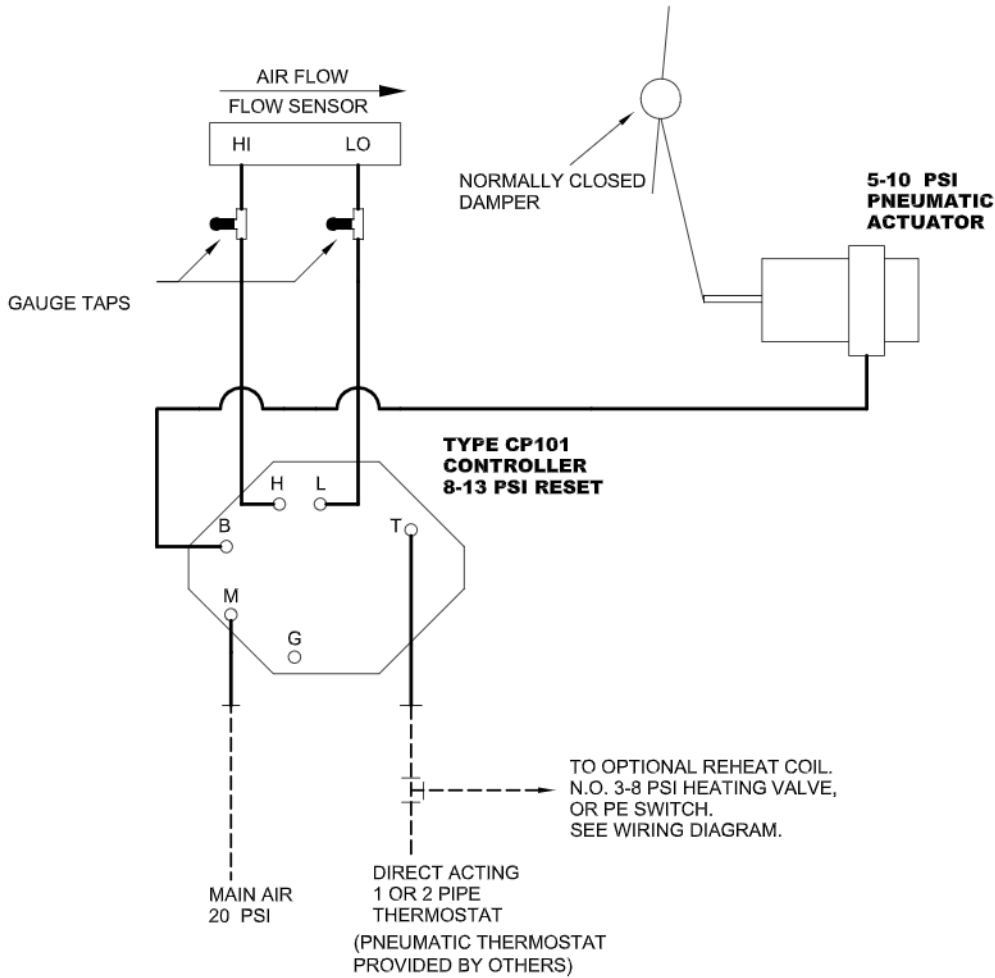 AIR FLOW
FLOW SENSOR
HI
LO
NORMALLY CLOSED
DAMPER
5-10 PSI
PNEUMATIC
ACTUATOR
GAUGE TAPS
TYPE CP101
CONTROLLER
8-13 PSI RESET
H
L
B
T
M
G
TO OPTIONAL REHEAT COIL.
N.O. 3-8 PSI HEATING VALVE,
OR PE SWITCH.
SEE WIRING DIAGRAM.
MAIN AIR
20 PSI
DIRECT ACTING
1 OR 2 PIPE
THERMOSTAT
(PNEUMATIC THERMOSTAT
PROVIDED BY OTHERS)